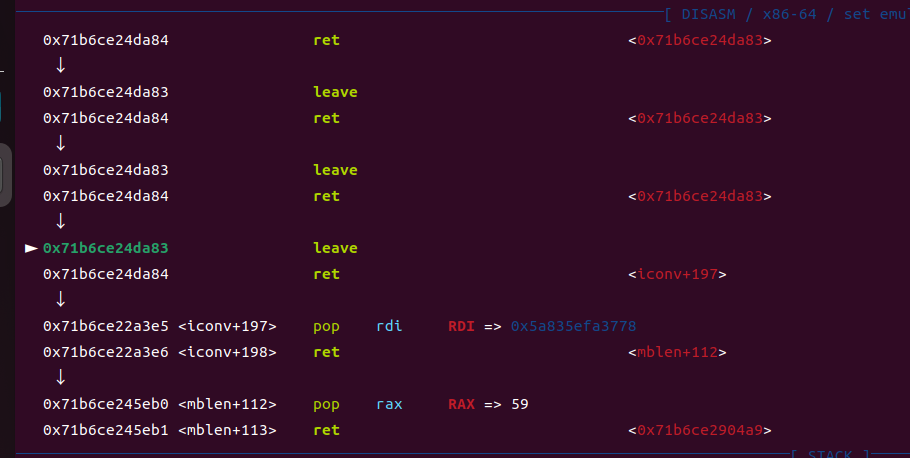 [ DISASM / x86-64 / set emul
0x71b6ce24da84 ret <0x71b6ce24da83>
↓
0x71b6ce24da83 leave
0x71b6ce24da84 ret <0x71b6ce24da83>
↓
0x71b6ce24da83 leave
0x71b6ce24da84 ret <0x71b6ce24da83>
↓
► 0x71b6ce24da83 leave
0x71b6ce24da84 ret <iconv+197>
↓
0x71b6ce22a3e5 <iconv+197> pop rdi RDI => 0x5a835efa3778
0x71b6ce22a3e6 <iconv+198> ret <mblen+112>
↓
0x71b6ce245eb0 <mblen+112> pop rax RAX => 59
0x71b6ce245eb1 <mblen+113> ret <0x71b6ce2904a9>
[ STACK ]